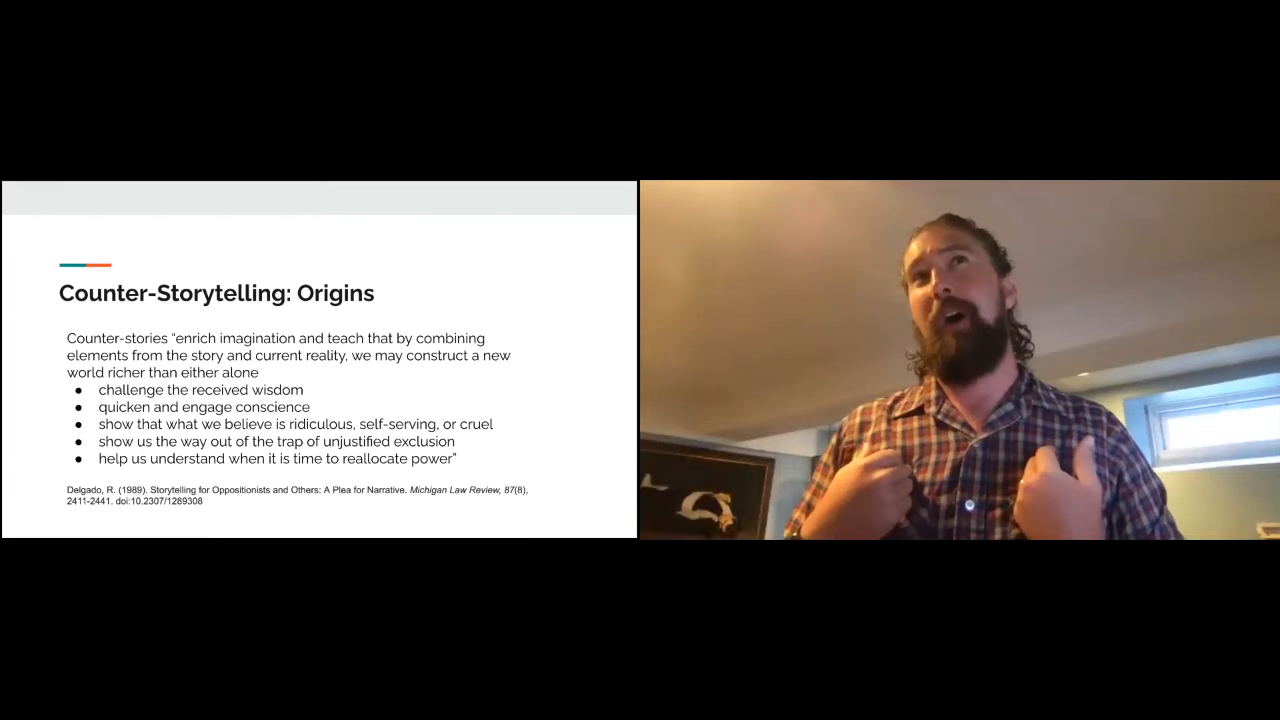 Counter-Storytelling: Origins
Counter-stories “enrich imagination and teach that by combining
elements from the story and current reality, we may construct a new
world richer than either alone
● challenge the received wisdom
● quicken and engage conscience
● show that what we believe is ridiculous, self-serving, or cruel
● show us the way out of the trap of unjustified exclusion
● help us understand when it is time to reallocate power”
Delgado, R. (1989). Storytelling for Oppositionists and Others: A Plea for Narrative. Michigan Law Review, 87(8),
2411-2441. doi:10.2307/1289308